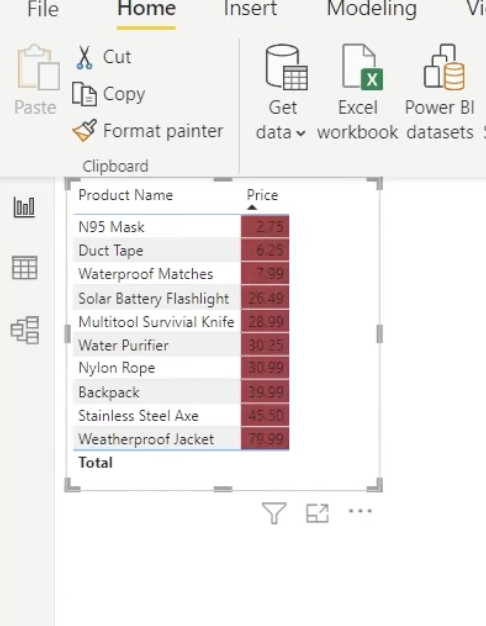 File Home Insert Modeling
Cut
Copy
Format painter
Paste
Clipboard
Get data
Excel workbook
Power BI datasets
Product Name Price
N95 Mask 2.75
Duct Tape 6.25
Waterproof Matches 7.99
Solar Battery Flashlight 26.49
Multitool Survivial Knife 28.99
Water Purifier 30.25
Nylon Rope 30.99
Backpack 39.99
Stainless Steel Axe 45.50
Weatherproof Jacket 79.99
Total